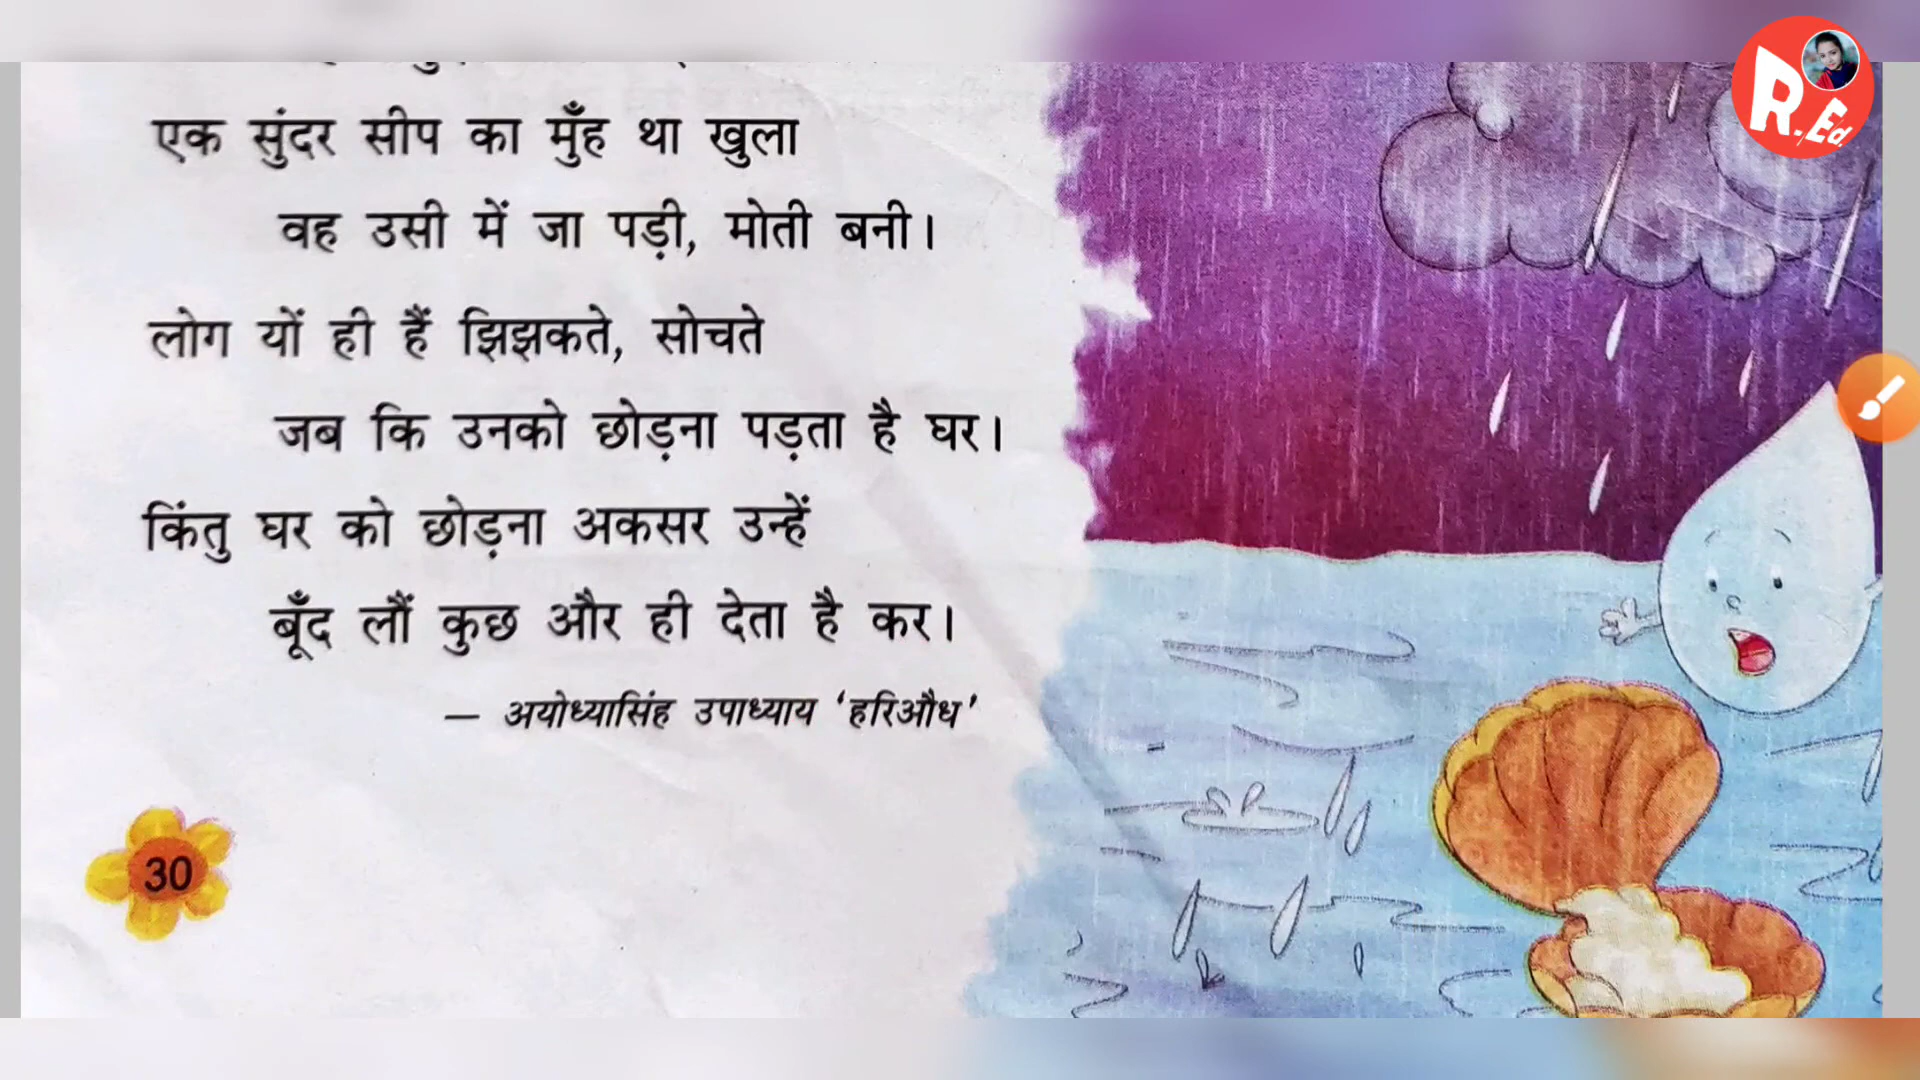 एक सुंदर सीप का मुँह था खुला
वह उसी में जा पड़ी, मोती बनी।
लोग यों ही हैं झिझकते, सोचते
जब कि उनको छोड़ना पड़ता है घर।
किंतु घर को छोड़ना अकसर उन्हें
बूँद लौं कुछ और ही देता है कर।
— अयोध्यासिंह उपाध्याय ‘हरिऔध’
30
R.Ed.